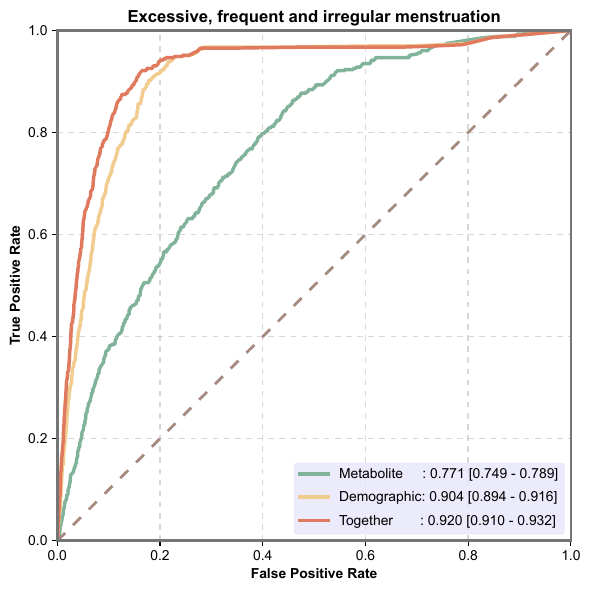 Excessive, frequent and irregular menstruation
1.0
0.8
0.6
0.4
0.2
0.0
True Positive Rate
Metabolite : 0.771 [0.749 - 0.789]
Demographic: 0.904 [0.894 - 0.916]
Together : 0.920 [0.910 - 0.932]
0.0 0.2 0.4 0.6 0.8 1.0
False Positive Rate